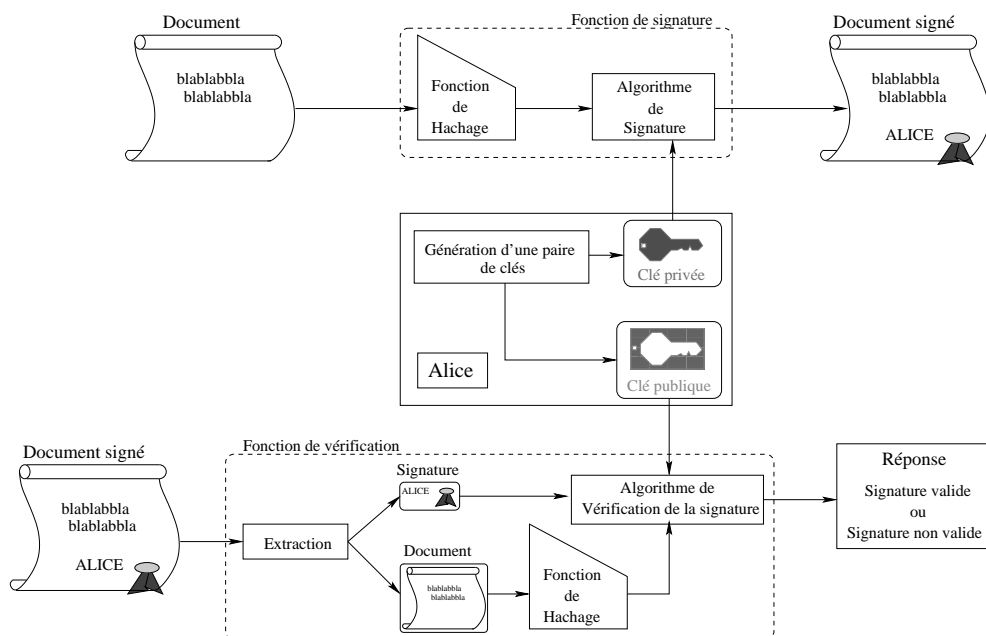 Document
Fonction de signature
Document signé
blablabbla
blablabbla
Fonction
de
Hachage
Algorithme
de
Signature
blablabbla
blablabbla
ALICE
Génération d'une paire
de clés
Clé privée
Alice
Clé publique
Document signé
Fonction de vérification
blablabbla
blablabbla
ALICE
Extraction
Signature
ALICE
Document
blablabbla
blablabbla
Fonction
de
Hachage
Algorithme de
Vérification de la signature
Réponse
Signature valide
ou
Signature non valide